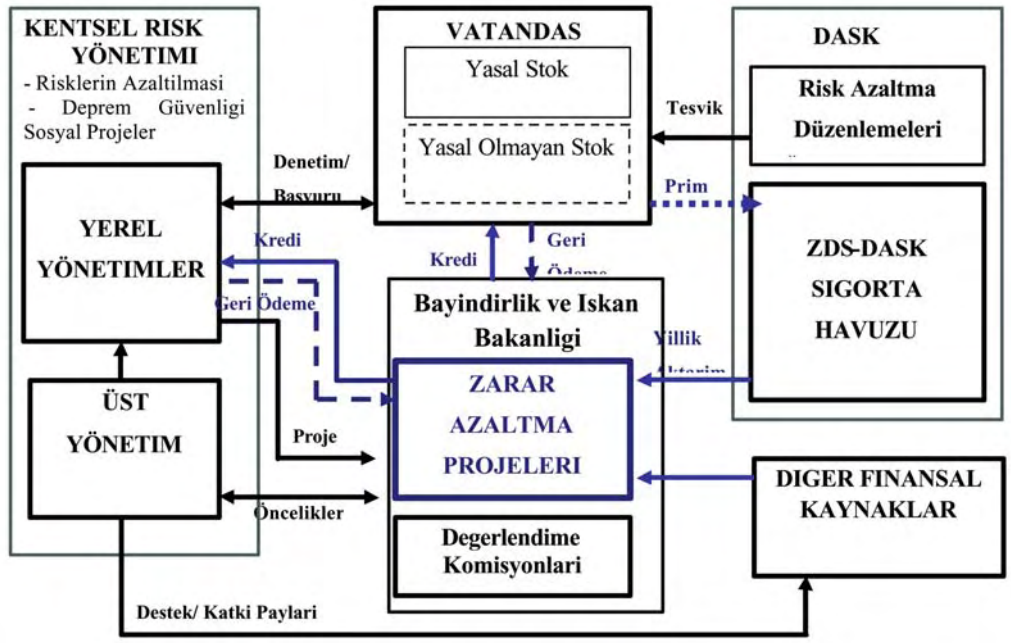 KENTSEL RISK
YÖNETIMI
- Risklerin Azaltilmasi
- Deprem Güvenligi
Sosyal Projeler
YEREL
YÖNETIMLER
ÜST
YÖNETIM
Denetim/
Basvuru
Kredi
Geri Ödeme
Proje
Öncelikler
Destek/ Katki Paylari
VATANDAS
Yasal Stok
Yasal Olmayan Stok
Kredi
Geri
Ödeme
Bayindirlik ve Iskan
Bakanligi
ZARAR
AZALTMA
PROJELERI
Degerlendime
Komisyonlari
Tesvik
Prim
Yillik
Aktarim
DASK
Risk Azaltma
Düzenlemeleri
ZDS-DASK
SIGORTA
HAVUZU
DIGER FINANSAL
KAYNAKLAR